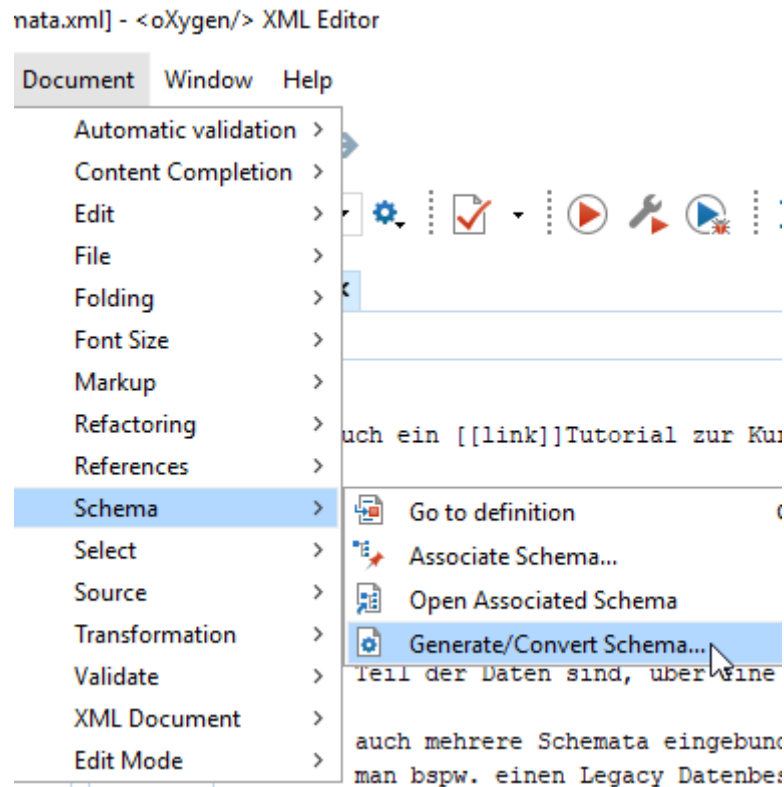 mata.xml] - <oXygen/> XML Editor
Document Window Help
Automatic validation >
Content Completion >
Edit >
File >
Folding >
Font Size >
Markup >
Refactoring >
uch ein [[link]]Tutorial zur Kur
References >
Schema >
Go to definition
Select >
Associate Schema...
Source >
Open Associated Schema
Transformation >
Generate/Convert Schema...
Validate >
Teil der Daten sind, über eine
XML Document >
auch mehrere Schemata eingebund
Edit Mode >
man bspw. einen Legacy Datenbes